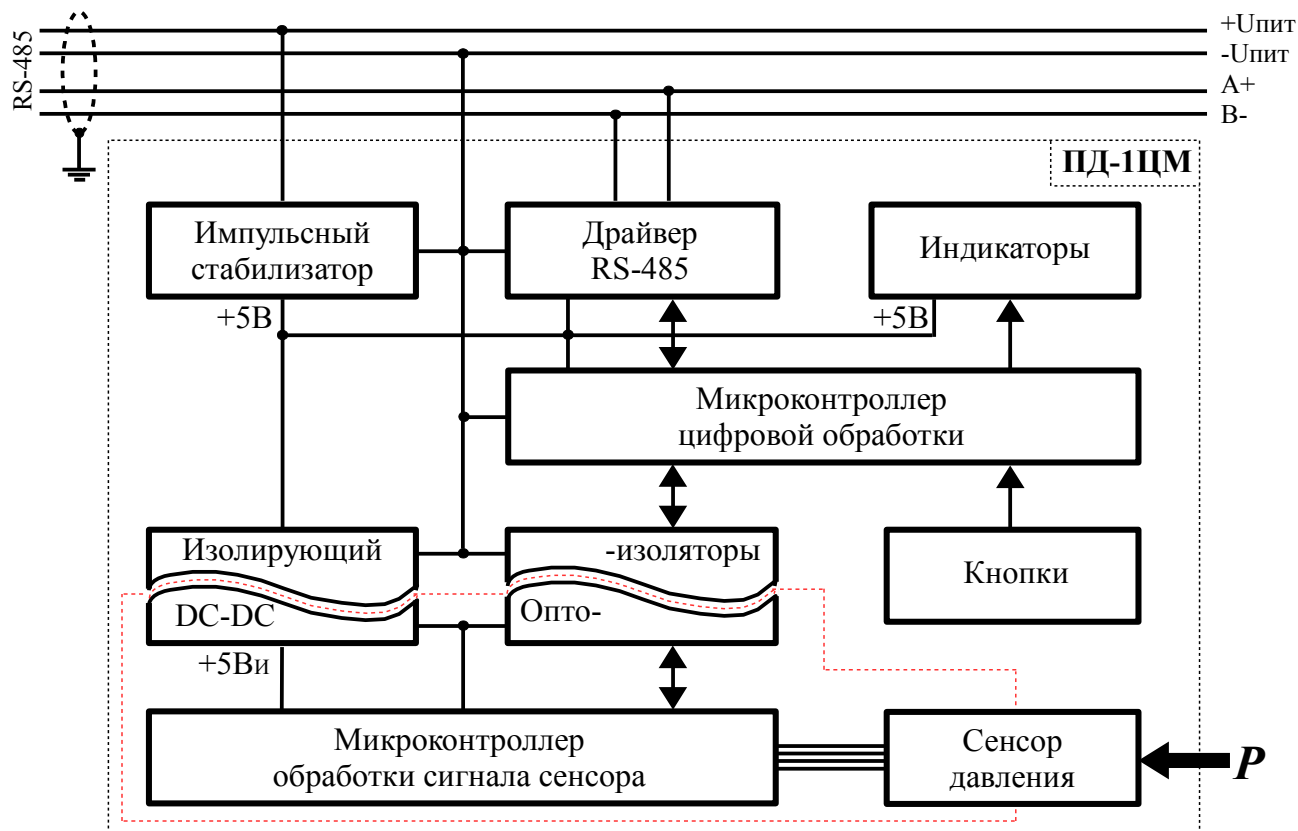 +Uпит
-Uпит
RS-485
A+
B-
ПД-1ЦМ
Импульсный
стабилизатор
Драйвер
RS-485
Индикаторы
+5В
+5В
Микроконтроллер
цифровой обработки
Изолирующий
DC-DC
-изоляторы
Опто-
Кнопки
+5Ви
Микроконтроллер
обработки сигнала сенсора
Сенсор
давления
P